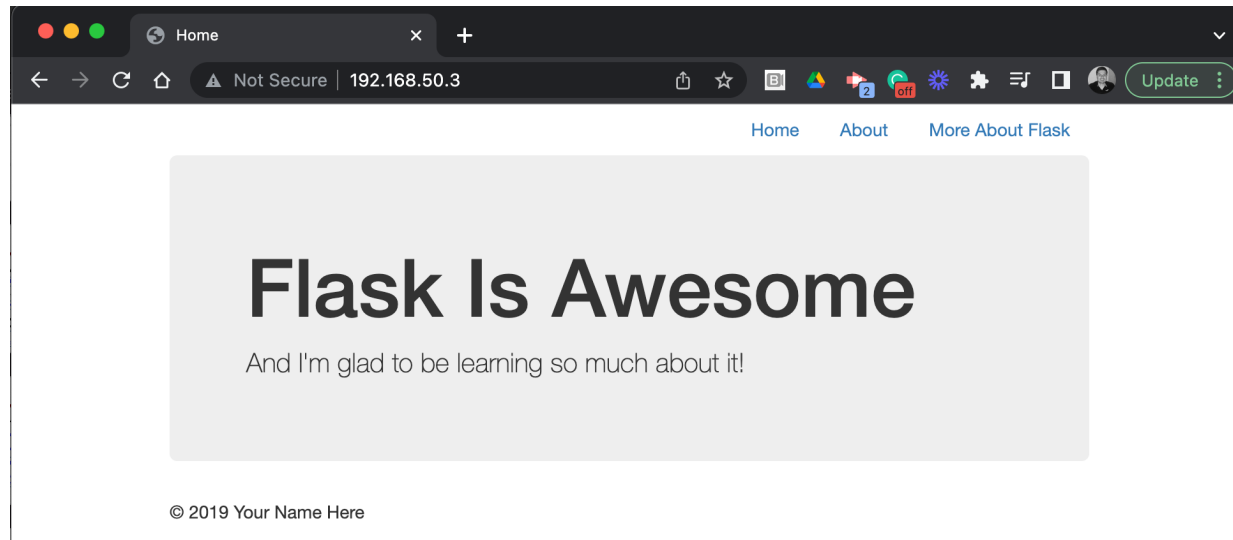 Home
Not Secure 192.168.50.3
2
off
Update
Home About More About Flask
Flask Is Awesome
And I'm glad to be learning so much about it!
© 2019 Your Name Here